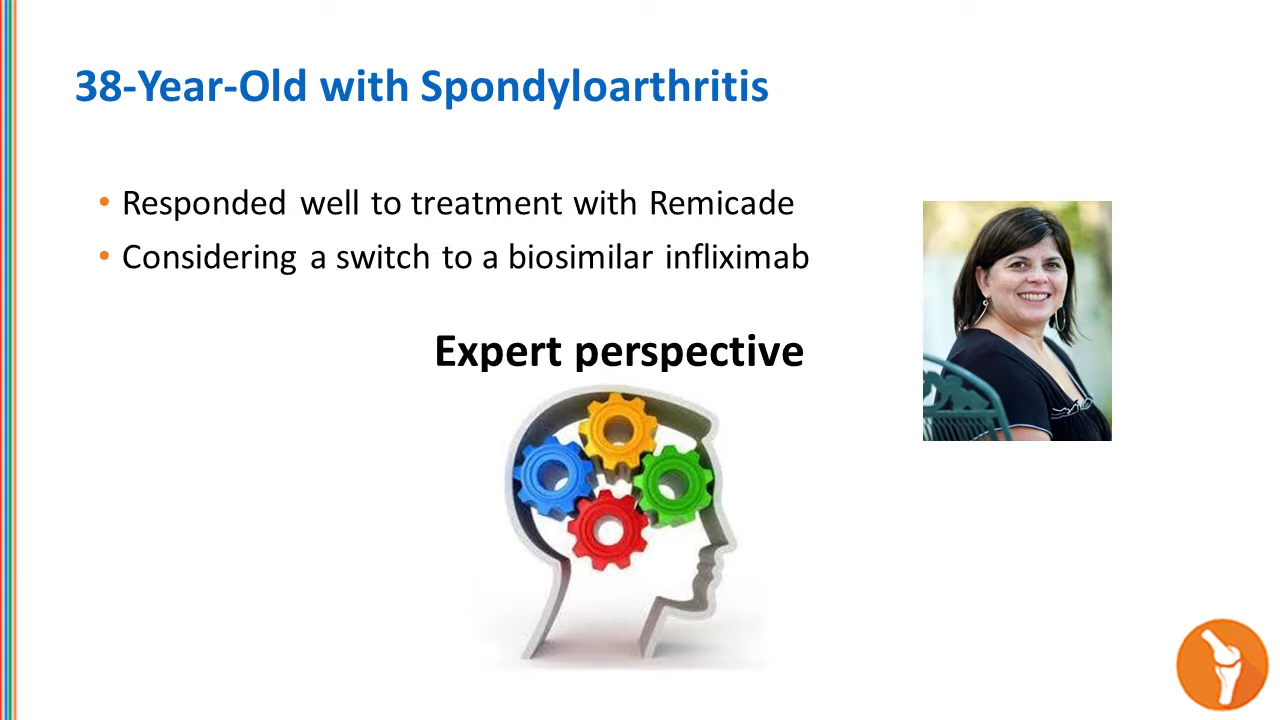 38-Year-Old with Spondyloarthritis
• Responded well to treatment with Remicade
• Considering a switch to a biosimilar infliximab
Expert perspective